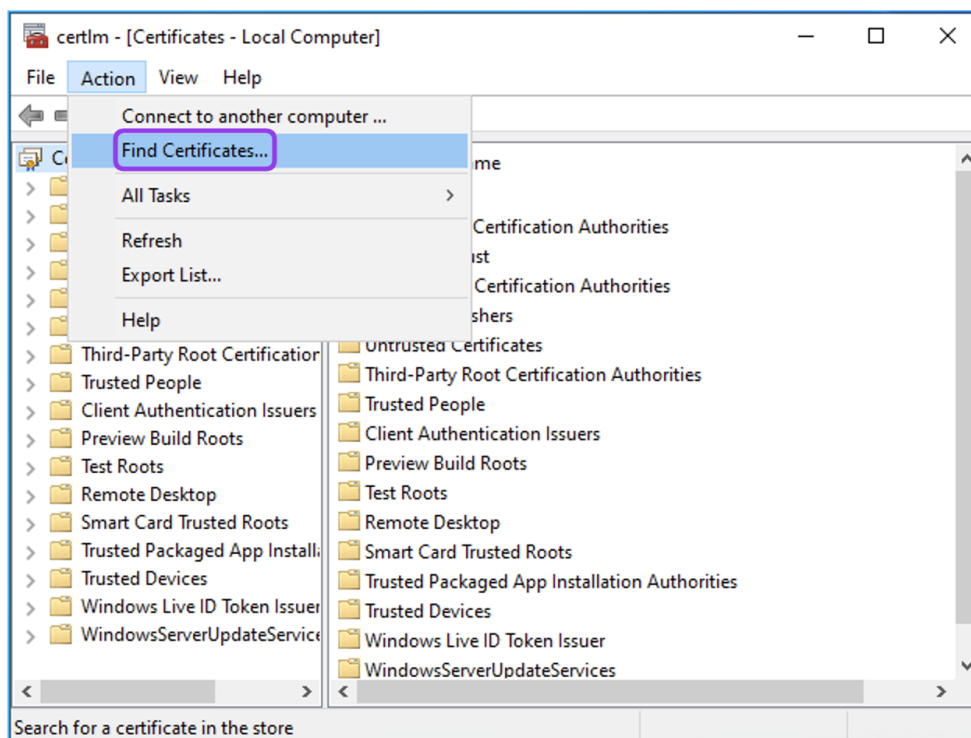 certlm - [Certificates - Local Computer]
File Action View Help
Connect to another computer ...
Find Certificates...
All Tasks
Refresh
Export List...
Help
Third-Party Root Certification
Trusted People
Client Authentication Issuers
Preview Build Roots
Test Roots
Remote Desktop
Smart Card Trusted Roots
Trusted Packaged App Install
Trusted Devices
Windows Live ID Token Issuer
WindowsServerUpdateService
me
Certification Authorities
ust
Certification Authorities
shers
Untrusted Certificates
Third-Party Root Certification Authorities
Trusted People
Client Authentication Issuers
Preview Build Roots
Test Roots
Remote Desktop
Smart Card Trusted Roots
Trusted Packaged App Installation Authorities
Trusted Devices
Windows Live ID Token Issuer
WindowsServerUpdateServices
Search for a certificate in the store